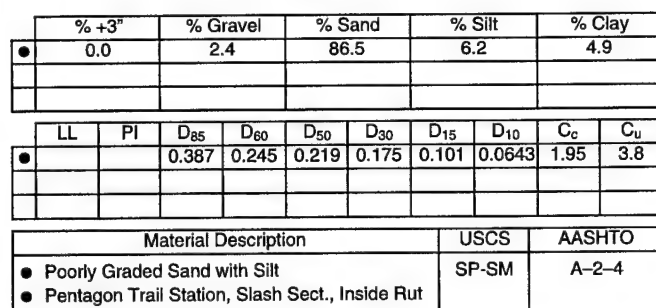 % +3" % Gravel % Sand % Silt % Clay
● 0.0 2.4 86.5 6.2 4.9
LL PI D85 D60 D50 D30 D15 D10 Cc Cu
● 0.387 0.245 0.219 0.175 0.101 0.0643 1.95 3.8
Material Description USCS AASHTO
● Poorly Graded Sand with Silt SP-SM A–2–4
● Pentagon Trail Station, Slash Sect., Inside Rut